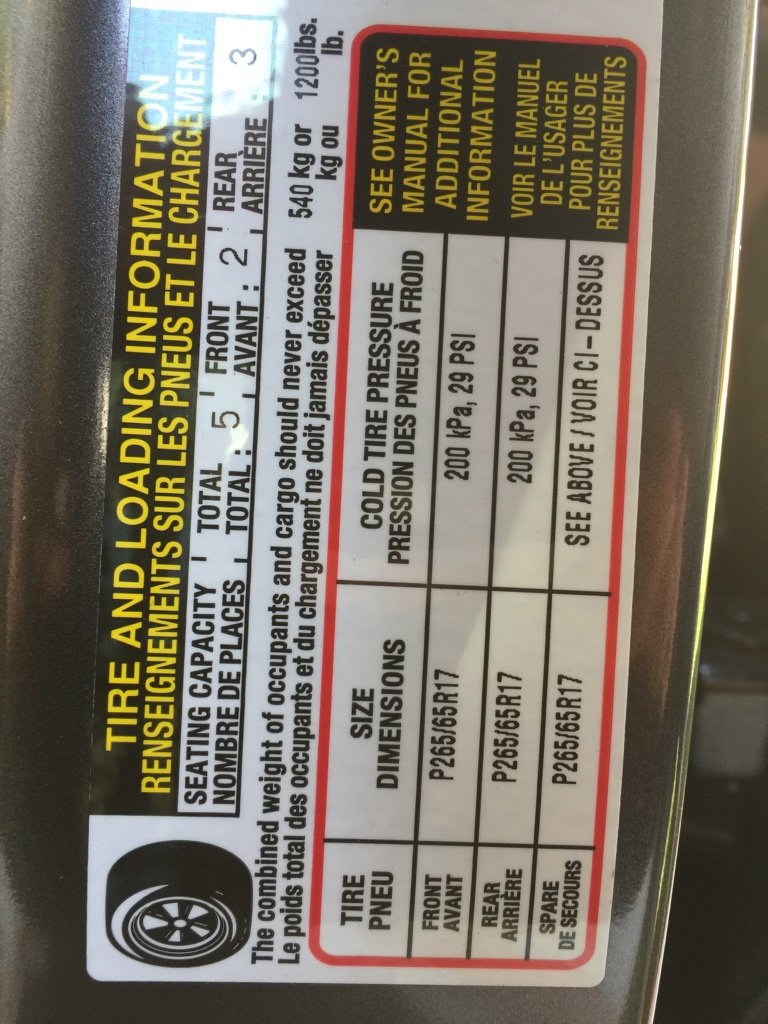 TIRE AND LOADING INFORMATION
RENSEIGNEMENTS SUR LES PNEUS ET LE CHARGEMENT
SEATING CAPACITY TOTAL FRONT REAR
NOMBRE DE PLACES TOTAL : 5 AVANT : 2 ARRIÈRE : 3
The combined weight of occupants and cargo should never exceed 540 kg or 1200lbs.
Le poids total des occupants et du chargement ne doit jamais dépasser kg ou lb.
TIRE SIZE COLD TIRE PRESSURE
PNEU DIMENSIONS PRESSION DES PNEUS À FROID
FRONT
AVANT
P265/65R17 200 kPa, 29 PSI
REAR
ARRIÈRE
P265/65R17 200 kPa, 29 PSI
SPARE
DE SECOURS
P265/65R17 SEE ABOVE / VOIR CI-DESSUS
SEE OWNER'S
MANUAL FOR
ADDITIONAL
INFORMATION
VOIR LE MANUEL
DE L'USAGER
POUR PLUS DE
RENSEIGNEMENTS